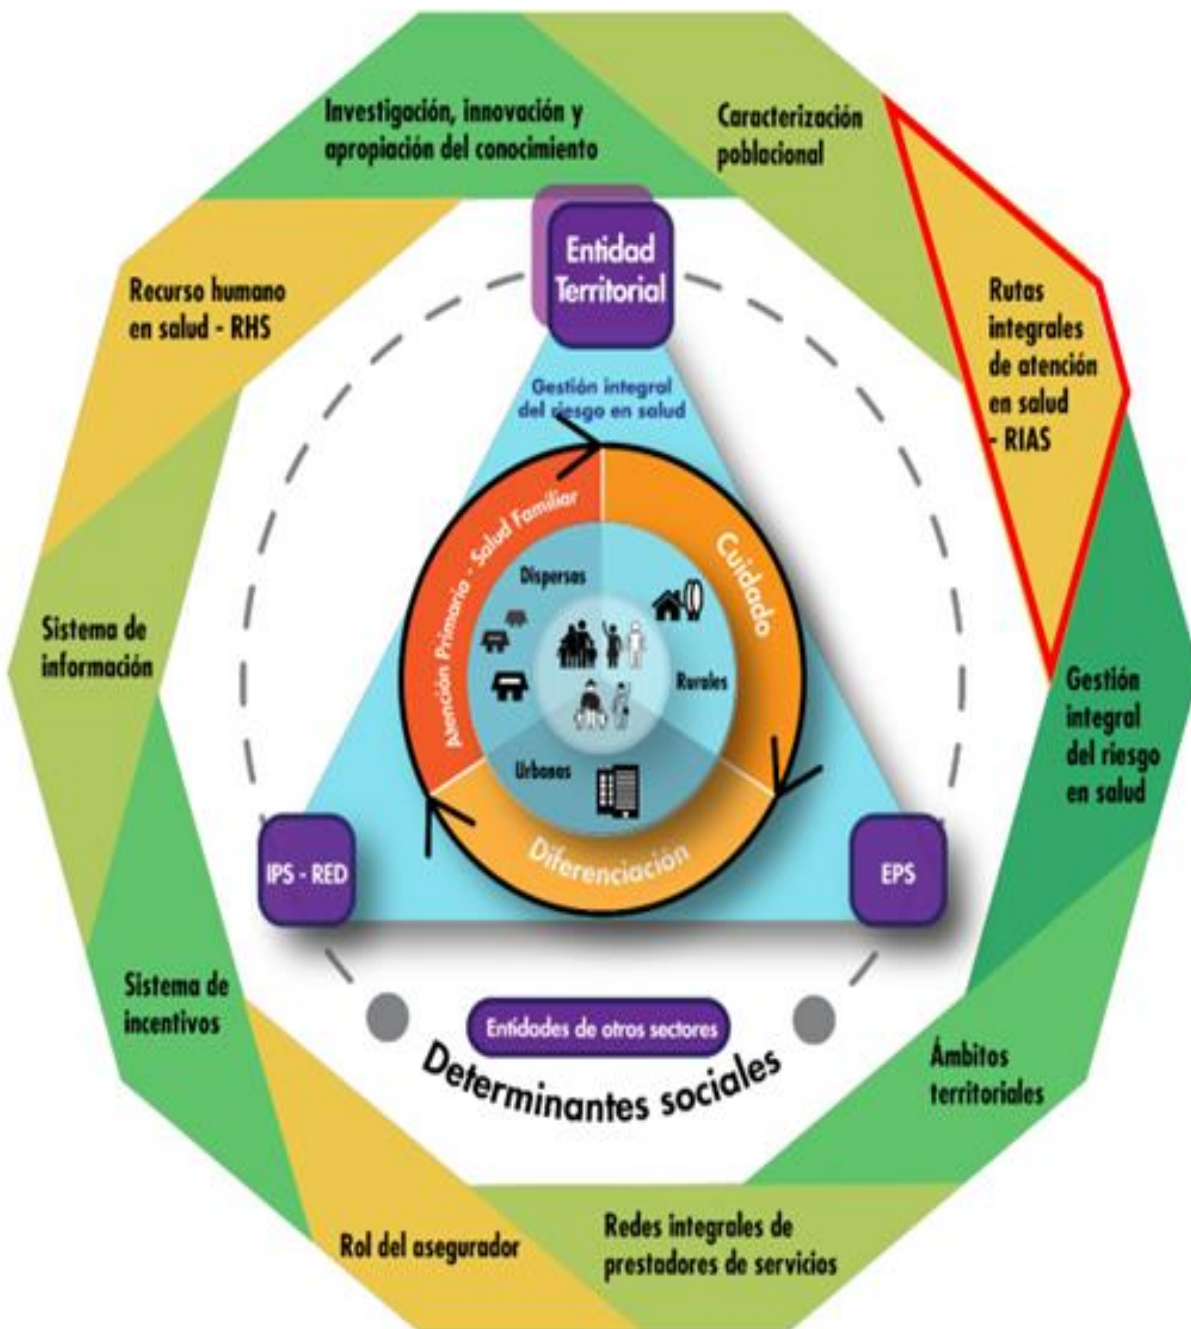 Investigación, innovación y
apropiación del conocimiento
Caracterización
poblacional
Rutas
integrales
de atención
en salud
- RIAS
Gestión
integral
del riesgo
en salud
Ámbitos
territoriales
Redes integrales de
prestadores de servicios
Rol del asegurador
Sistema de
incentivos
Sistema de
información
Recurso humano
en salud - RHS
Entidad
Territorial
Gestión integral
del riesgo en salud
Atención Primaria - Salud Familiar
Cuidado
Diferenciación
Dispersas
Rurales
Urbanas
IPS - RED
EPS
Entidades de otros sectores
Determinantes sociales